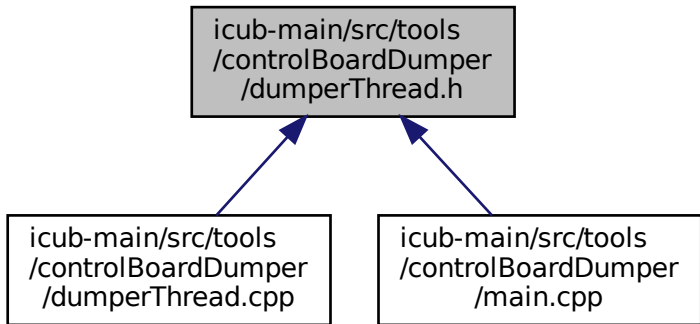 icub-main/src/tools
/controlBoardDumper
/dumperThread.h
icub-main/src/tools
/controlBoardDumper
/dumperThread.cpp
icub-main/src/tools
/controlBoardDumper
/main.cpp